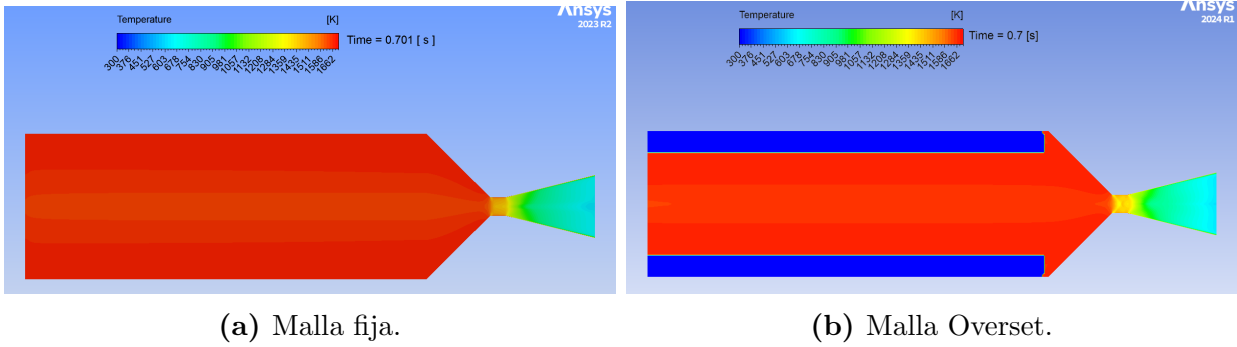 Ansys
2023 R2
Temperature [K]
Time = 0.701 [ s ]
300 376 451 527 603 678 754 830 905 981 1057 1132 1208 1284 1359 1435 1511 1586 1662
Ansys
2024 R1
Temperature [K]
Time = 0.7 [s]
300 376 451 527 603 678 754 830 905 981 1057 1132 1208 1284 1359 1435 1511 1586 1662
(a) Malla fija.
(b) Malla Overset.